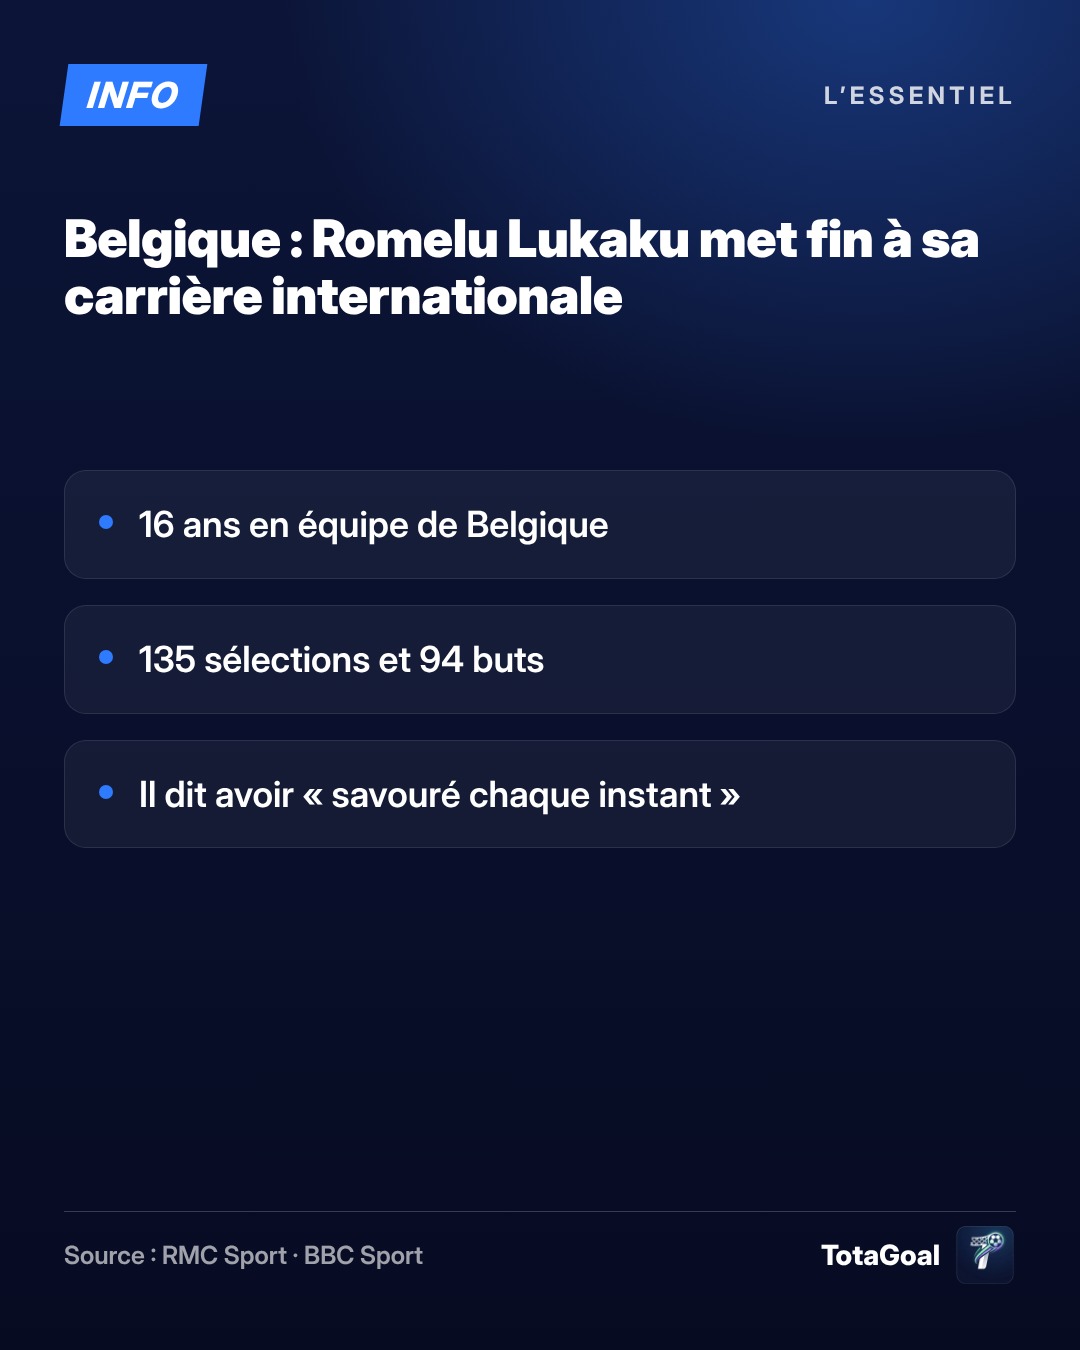 INFO
L’ESSENTIEL
Belgique : Romelu Lukaku met fin à sa
carrière internationale
16 ans en équipe de Belgique
135 sélections et 94 buts
Il dit avoir « savouré chaque instant »
Source : RMC Sport · BBC Sport
TotaGoal